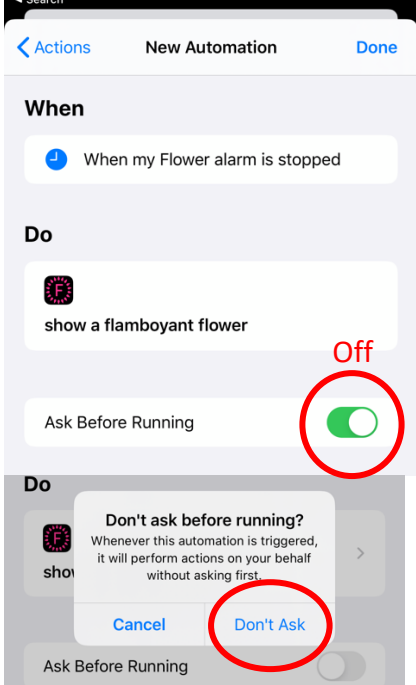 Search
Actions New Automation Done
When
When my Flower alarm is stopped
Do
F
show a flamboyant flower
Off
Ask Before Running
Do
Don't ask before running?
F
Whenever this automation is triggered,
it will perform actions on your behalf
without asking first.
show
Cancel Don't Ask
Ask Before Running